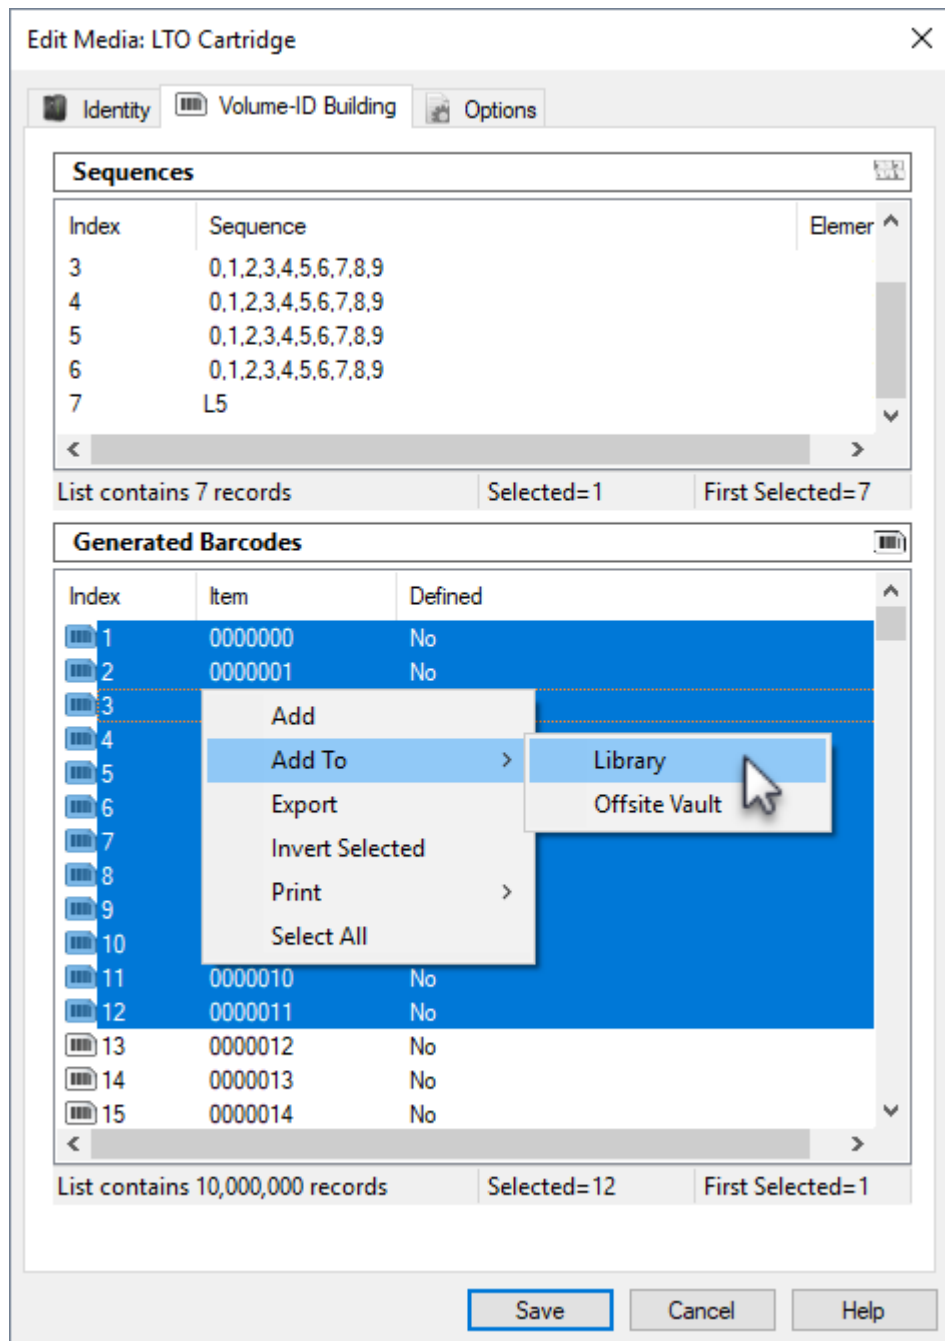 Edit Media: LTO Cartridge
Identity Volume-ID Building Options
Sequences
Index Sequence Elemer
3 0,1,2,3,4,5,6,7,8,9
4 0,1,2,3,4,5,6,7,8,9
5 0,1,2,3,4,5,6,7,8,9
6 0,1,2,3,4,5,6,7,8,9
7 L5
List contains 7 records Selected=1 First Selected=7
Generated Barcodes
Index Item Defined
1 0000000 No
2 0000001 No
3
4
5
6
7
8
9
10
Add
Add To
Export
Invert Selected
Print
Select All
Library
Offsite Vault
11 0000010 No
12 0000011 No
13 0000012 No
14 0000013 No
15 0000014 No
List contains 10,000,000 records Selected=12 First Selected=1
Save Cancel Help